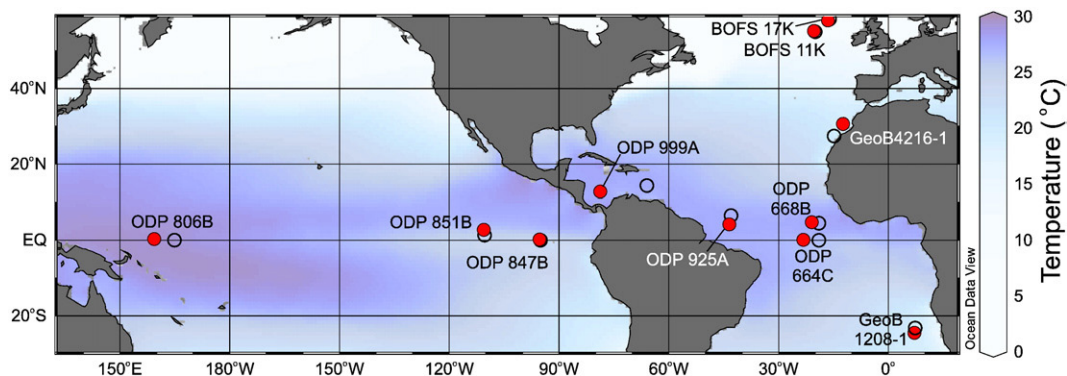 BOFS 17K
BOFS 11K
GeoB4216-1
ODP 999A
ODP
668B
ODP 806B
ODP 851B
ODP 847B
ODP 925A
ODP
664C
GeoB
1208-1
40°N
20°N
EQ
20°S
150°E
180°W
150°W
120°W
90°W
60°W
30°W
0°
Ocean Data View
30
25
20
15
10
5
0
Temperature (°C)